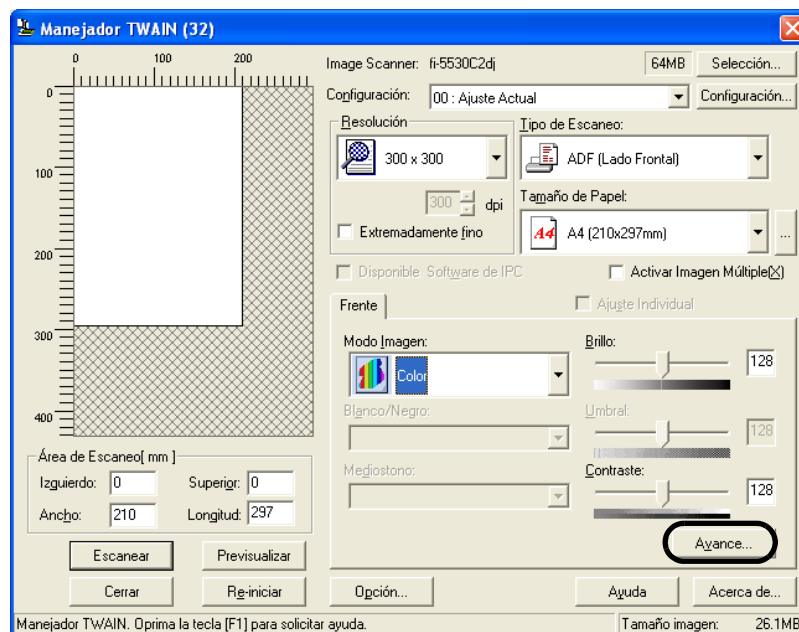 Manejador TWAIN (32)
0 100 200
0
100
200
300
400
Image Scanner: fi-5530C2dj 64MB Selección...
Configuración: 00 : Ajuste Actual Configuración...
Resolución
300 x 300
300 dpi
Extremadamente fino
Tipo de Escaneo:
ADF (Lado Frontal)
Tamaño de Papel:
A4 A4 (210x297mm) ...
Disponible Software de IPC Activar Imagen Múltiple(X)
Frente Ajuste Individual
Modo Imagen:
Color
Blanco/Negro:
Mediostono:
Brillo:
128
Umbral:
128
Contraste:
128
Avance...
Área de Escaneo[ mm ]
Izguierdo: 0 Superior: 0
Ancho: 210 Longitud: 297
Escanear Previsualizar
Cerrar Re-iniciar Opción... Ayuda Acerca de...
Manejador TWAIN. Oprima la tecla [F1] para solicitar ayuda. Tamaño imagen: 26.1MB